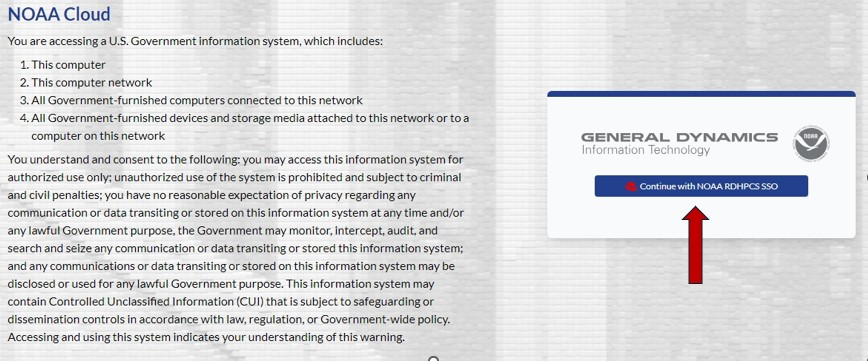 NOAA Cloud
You are accessing a U.S. Government information system, which includes:
1. This computer
2. This computer network
3. All Government-furnished computers connected to this network
4. All Government-furnished devices and storage media attached to this network or to a
computer on this network
You understand and consent to the following: you may access this information system for
authorized use only; unauthorized use of the system is prohibited and subject to criminal
and civil penalties; you have no reasonable expectation of privacy regarding any
communication or data transiting or stored on this information system at any time and/or
any lawful Government purpose, the Government may monitor, intercept, audit, and
search and seize any communication or data transiting or stored this information system;
and any communications or data transiting or stored on this information system may be
disclosed or used for any lawful Government purpose. This information system may
contain Controlled Unclassified Information (CUI) that is subject to safeguarding or
dissemination controls in accordance with law, regulation, or Government-wide policy.
Accessing and using this system indicates your understanding of this warning.
GENERAL DYNAMICS
Information Technology
NOAA
Continue with NOAA RDHPCS SSO